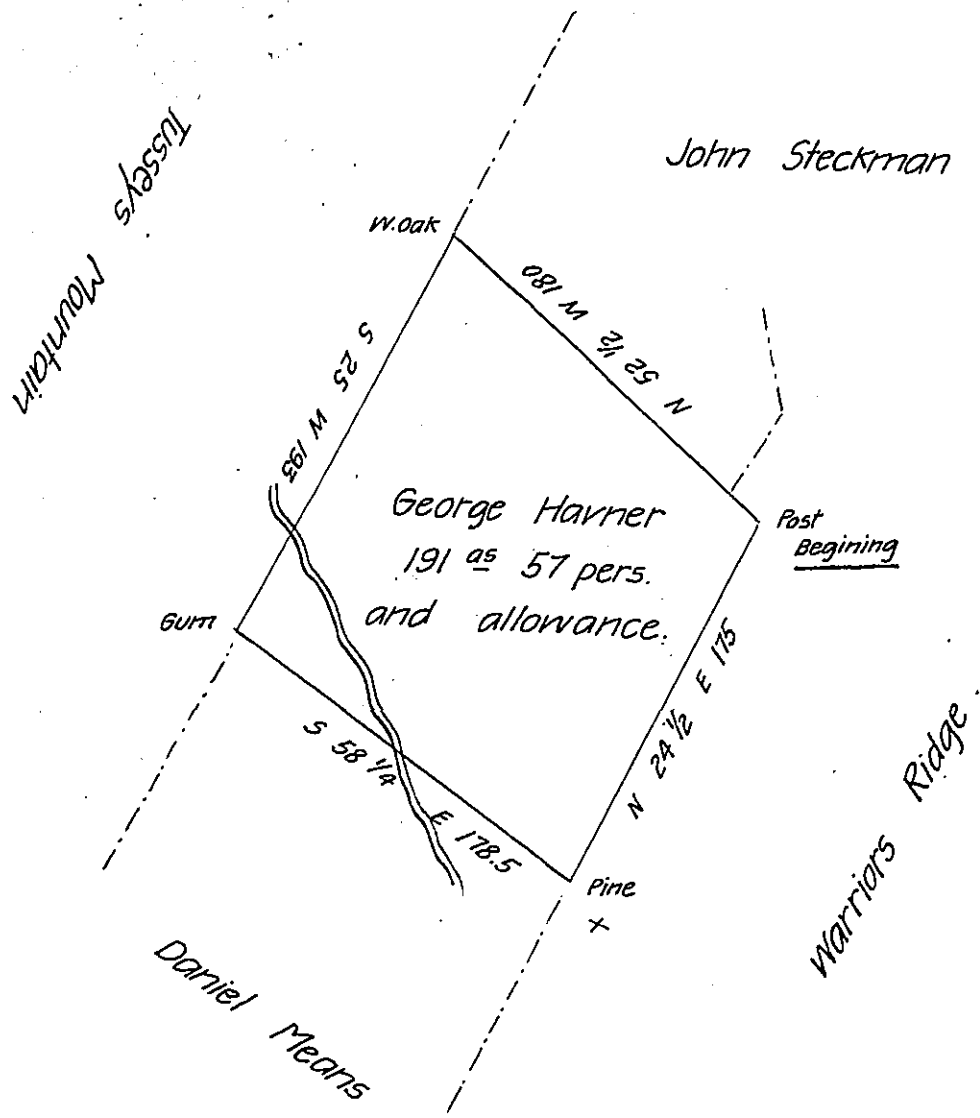 Tusseys Mountain
John Steckman
W.oak
N 52 1/2 W 180
S 25 W 193
George Havner
191 as 57 pers.
and allowance.
Post
Begining
Gum
S 58 1/4 E 178.5
N 24 1/2 E 175
Pine
X
Warriors Ridge.
Daniel Means